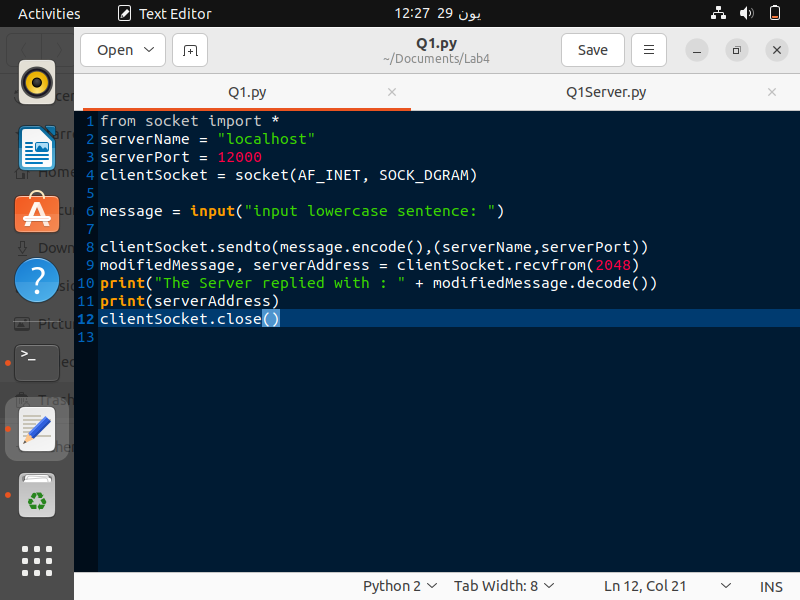 Activities
Text Editor
12:27 29 يون
Open
Q1.py
~/Documents/Lab4
Save
Q1.py
Q1Server.py
1 from socket import *
2 serverName = "localhost"
3 serverPort = 12000
4 clientSocket = socket(AF_INET, SOCK_DGRAM)
5
6 message = input("input lowercase sentence: ")
7
8 clientSocket.sendto(message.encode(),(serverName,serverPort))
9 modifiedMessage, serverAddress = clientSocket.recvfrom(2048)
10 print("The Server replied with : " + modifiedMessage.decode())
11 print(serverAddress)
12 clientSocket.close()
13
Home
Down
Pictu
Trash
Python 2
Tab Width: 8
Ln 12, Col 21
INS